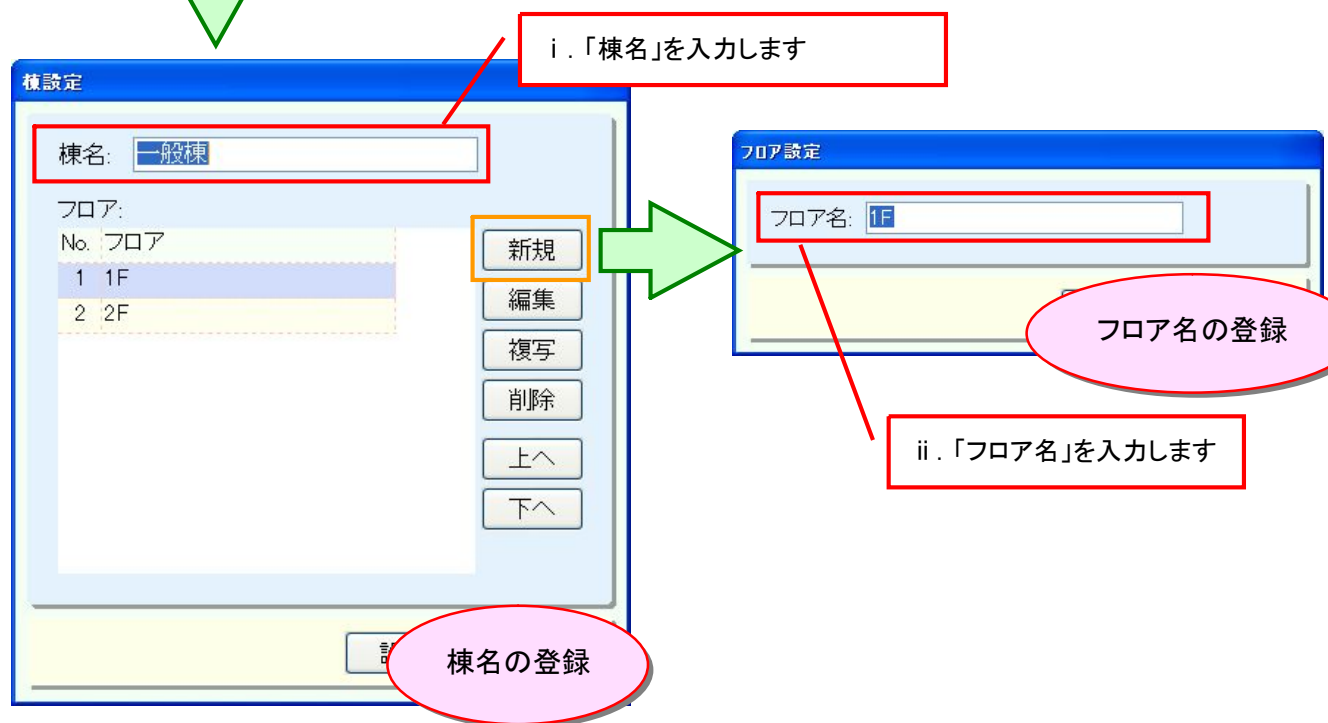 ⅰ.「棟名」を入力します
棟設定
棟名: 一般棟
フロア:
No. フロア
1 1F
2 2F
新規
編集
複写
削除
上へ
下へ
棟名の登録
フロア設定
フロア名: 1F
フロア名の登録
ⅱ.「フロア名」を入力します